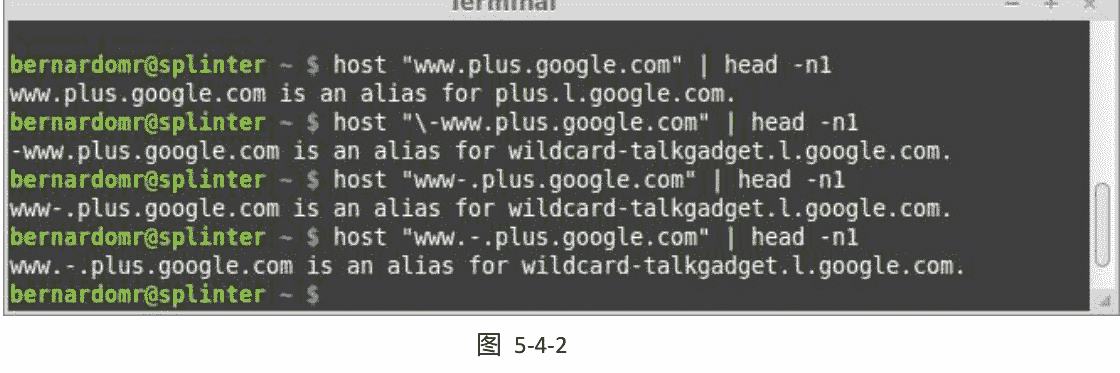 Terminal
bernardomr@splinter ~ $ host "www.plus.google.com" | head -n1
www.plus.google.com is an alias for plus.l.google.com.
bernardomr@splinter ~ $ host "\-www.plus.google.com" | head -n1
-www.plus.google.com is an alias for wildcard-talkgadget.l.google.com.
bernardomr@splinter ~ $ host "www-.plus.google.com" | head -n1
www-.plus.google.com is an alias for wildcard-talkgadget.l.google.com.
bernardomr@splinter ~ $ host "www.-.plus.google.com" | head -n1
www.-.plus.google.com is an alias for wildcard-talkgadget.l.google.com.
bernardomr@splinter ~ $
图 5-4-2